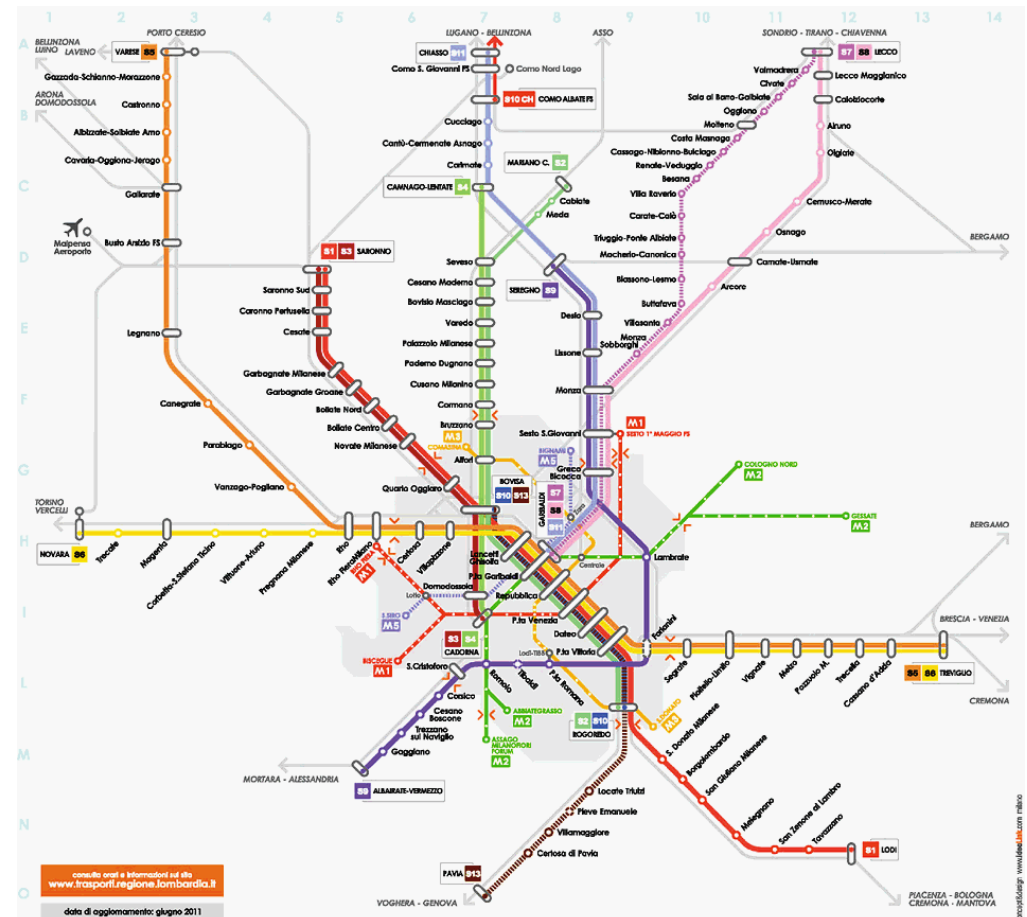 1 2 3 4 5 6 7 8 9 10 11 12 13 14
A
B
C
D
E
F
G
H
I
L
M
N
O
BELLINZONA
LUINO
LAVENO
PORTO CERESIO
LUGANO - BELLINZONA
ASSO
SONDRIO - TIRANO - CHIAVENNA
VARESE S5
CHIASSO S11
S7 S8 LECCO
Gazzada-Schianno-Morazzone
Como S. Giovanni FS
Como Nord Lago
Valmadrera
Lecco Maggianico
ARONA
DOMODOSSOLA
Castronno
S10 CH COMO ALBATE FS
Civate
Sala al Barro-Galbiate
Calolziocorte
Oggiono
Albizzate-Solbiate Arno
Cucciago
Molteno
Airuno
Cantù-Cermenate Asnago
Costa Masnaga
Cavaria-Oggiona-Jerago
Carimate
MARIANO C. S2
Cassago-Nibionno-Bulciago
Olgiate
Renate-Veduggio
Besana
Gallarate
CAMNAGO-LENTATE S4
Cabiate
Villa Raverio
Cernusco-Merate
Meda
Carate-Calò
Malpensa
Aeroporto
Busto Arsizio FS
Triuggio-Ponte Albiate
Osnago
BERGAMO
S1 S3 SARONNO
Seveso
Macherio-Canonica
Carnate-Usmate
Saronno Sud
Cesano Maderno
SEREGNO S9
Biassono-Lesmo
Arcore
Caronno Pertusella
Bovisio Masciago
Desio
Buttafava
Legnano
Cesate
Varedo
Villasanta
Palazzolo Milanese
Lissone
Monza
Sobborghi
Garbagnate Milanese
Paderno Dugnano
Garbagnate Groane
Cusano Milanino
Monza
Canegrate
Bollate Nord
Cormano
Bollate Centro
Bruzzano
M1
SESTO 1° MAGGIO FS
Parabiago
Novate Milanese
COMASINA
M3
Sesto S.Giovanni
BIGNAMI
M5
Affori
Greco
Bicocca
COLOGNO NORD
M2
Vanzago-Pogliano
Quarto Oggiaro
BOVISA
S10 S13
GARIBALDI
S7
S8
S11
TORINO
VERCELLI
Zara
GESSATE
M2
BERGAMO
NOVARA S6
Trecate
Magenta
Corbetta-S.Stefano Ticino
Vittuone-Arluno
Pregnana Milanese
Rho
Rho FieraMilano
RHO FIERA
M1
Certosa
Villapizzone
Lancetti
Ghisolfa
Centrale
Lambrate
P.ta Garibaldi
Domodossola
Lotto
Repubblica
S.SIRO
M5
P.ta Venezia
BRESCIA - VENEZIA
Dateo
Forlanini
BISCEGLIE
M1
S3 S4
CADORNA
P.ta Vittoria
Lodi-TIBB
Segrate
Pioltello-Limito
Vignate
Melzo
Pozzuolo M.
Trecella
Cassano d'Adda
S5 S6 TREVIGLIO
S.Cristoforo
Romolo
Tibaldi
P.ta Romana
CREMONA
Corsico
Cesano
Boscone
ABBIATEGRASSO
M2
S2 S10
ROGOREDO
S.DONATO
M3
Trezzano
sul Naviglio
ASSAGO
MILANOFIORI
FORUM
M2
S. Donato Milanese
Gaggiano
Borgolombardo
San Giuliano Milanese
MORTARA - ALESSANDRIA
S9 ALBAIRATE-VERMEZZO
Locate Triulzi
Melegnano
Pieve Emanuele
San Zenone al Lambro
Villamaggiore
Tavazzano
Certosa di Pavia
S1 LODI
PAVIA S13
VOGHERA - GENOVA
PIACENZA - BOLOGNA
CREMONA - MANTOVA
consulta orari e informazioni sul sito
www.trasporti.regione.lombardia.it
data di aggiornamento: giugno 2011